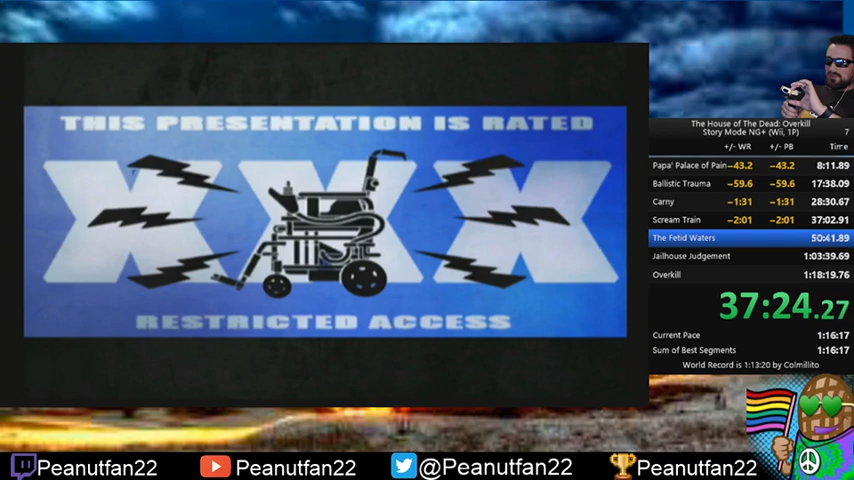 THIS PRESENTATION IS RATED
XXX
RESTRICTED ACCESS
The House of The Dead: Overkill
Story Mode NG+ (Wii, 1P) 7
+/- WR +/- PB Time
Papa' Palace of Pain -43.2 -43.2 8:11.89
Ballistic Trauma -59.6 -59.6 17:38.09
Carny -1:31 -1:31 28:30.67
Scream Train -2:01 -2:01 37:02.91
The Fetid Waters 50:41.89
Jailhouse Judgement 1:03:39.69
Overkill 1:18:19.76
37:24.27
Current Pace 1:16:17
Sum of Best Segments 1:16:17
World Record is 1:13:20 by Colmillito
Peanutfan22 Peanutfan22 @Peanutfan22 Peanutfan22